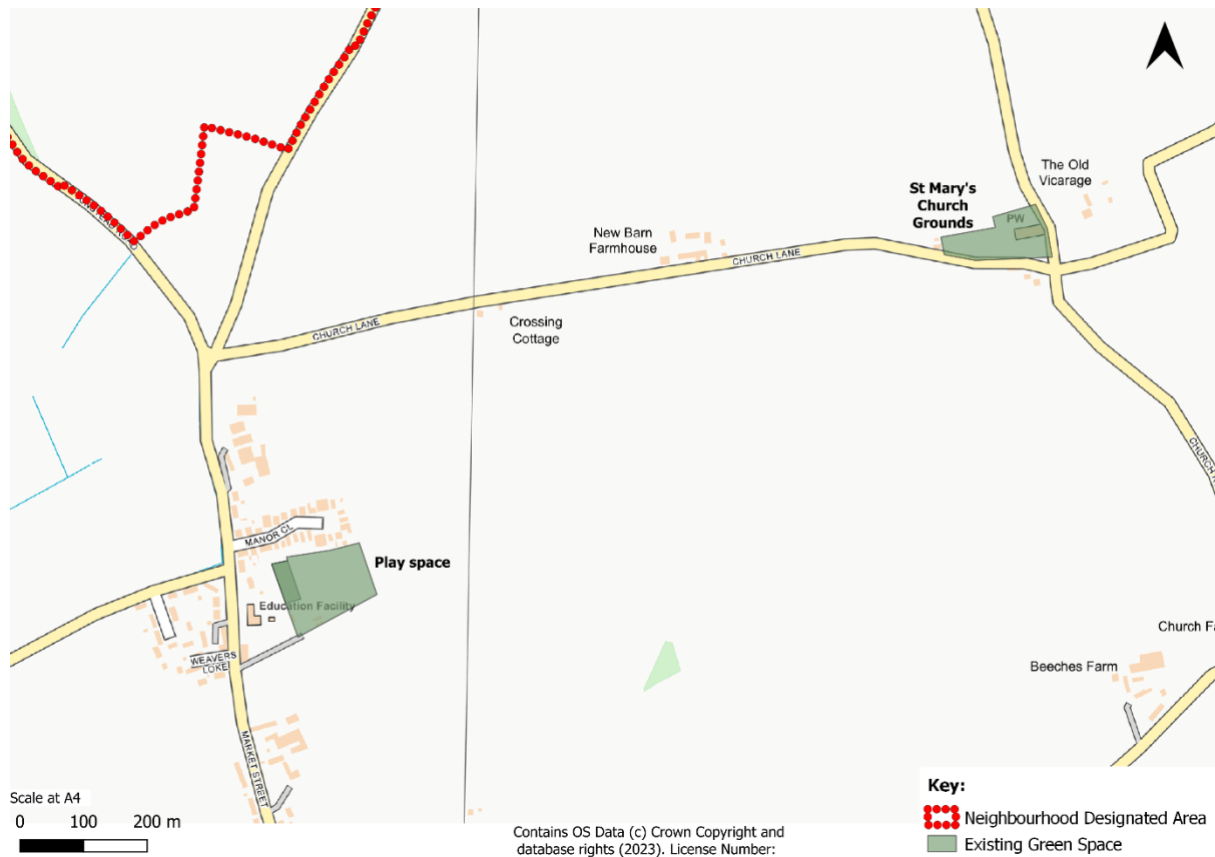 The Old
Vicarage
St Mary's
Church
Grounds
PW
New Barn
Farmhouse
CHURCH LANE
Crossing
Cottage
CHURCH LANE
MANOR CL
Play space
Education Facility
WEAVERS
LOKE
Beeches Farm
MARKET STREET
Scale at A4
0 100 200 m
Contains OS Data (c) Crown Copyright and
database rights (2023). License Number:
Key:
Neighbourhood Designated Area
Existing Green Space